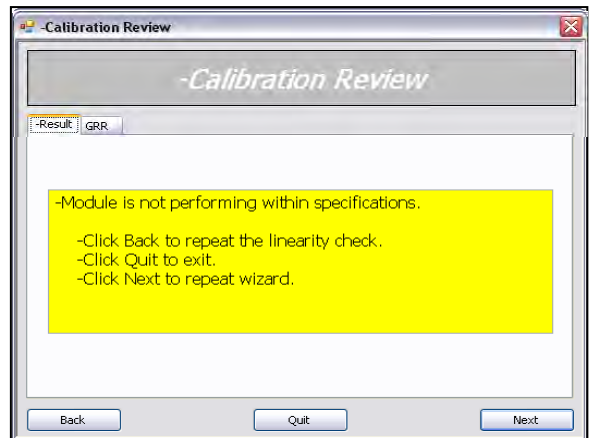 -Calibration Review
-Calibration Review
-Result GRR
-Module is not performing within specifications.
-Click Back to repeat the linearity check.
-Click Quit to exit.
-Click Next to repeat wizard.
Back Quit Next